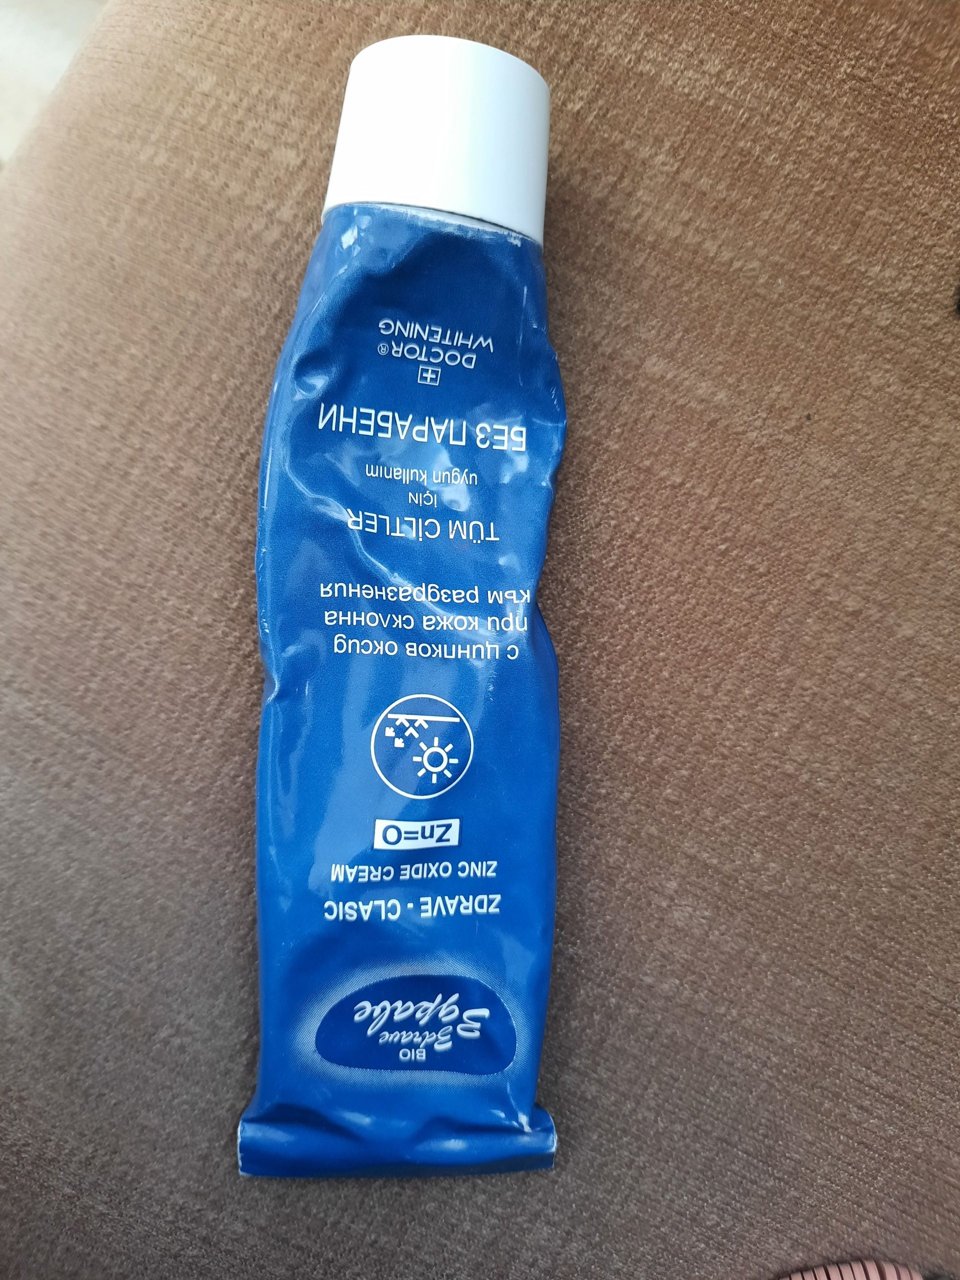 BIO
Zdrave
Здраве
ZDRAVE - CLASIC
ZINC OXIDE CREAM
Zn=O
с цинков оксид
при кожа склонна
към раздразнения
TÜM CİLTLER
İÇİN
uygun kullanım
БЕЗ ПАРАБЕНИ
DOCTOR®
WHITENING